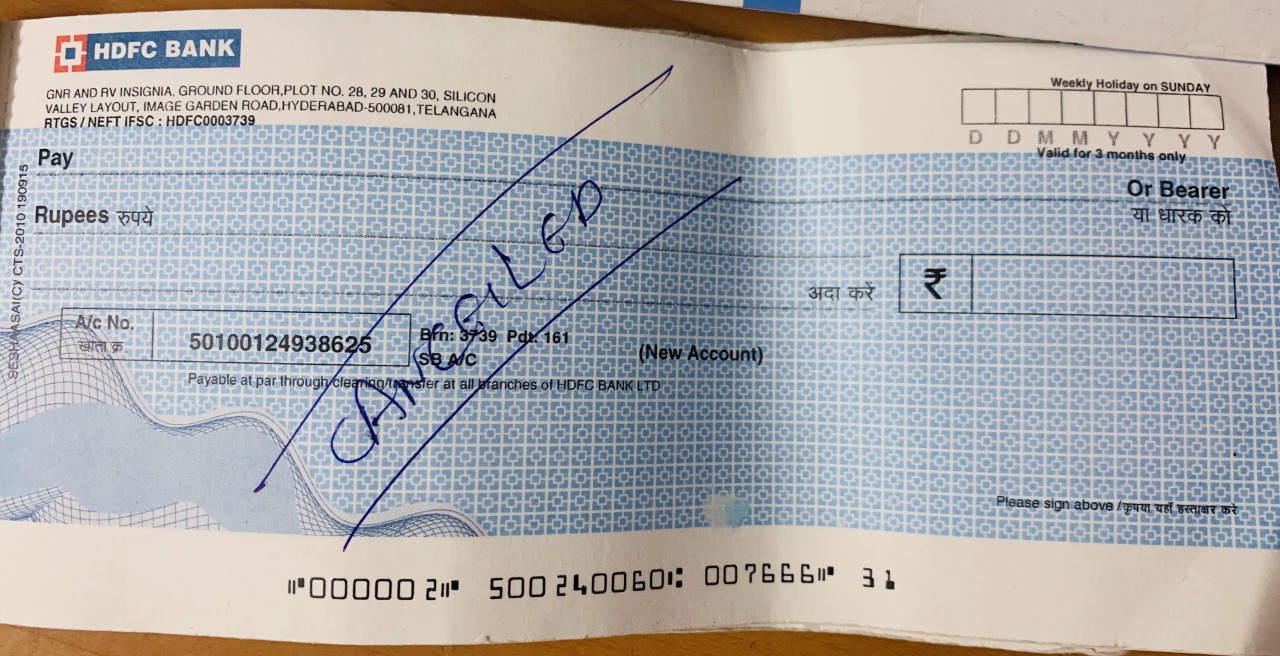 HDFC BANK
GNR AND RV INSIGNIA, GROUND FLOOR,PLOT NO. 28, 29 AND 30, SILICON
VALLEY LAYOUT, IMAGE GARDEN ROAD,HYDERABAD-500081,TELANGANA
RTGS / NEFT IFSC : HDFC0003739
Weekly Holiday on SUNDAY
D D M M Y Y Y Y
Valid for 3 months only
Pay
Or Bearer
या धारक को
Rupees रुपये
अदा करें
₹
A/c No.
खाता क्र.
50100124938625
Brn: 3739 Pdt: 161
SB A/C
(New Account)
Payable at par through clearing/transfer at all branches of HDFC BANK LTD
CANCELLED
CTS-2010 190915
Please sign above / कृपया यहाँ हस्ताक्षर करें
⑈000002⑈ 500240060⑆ 007666⑈ 31